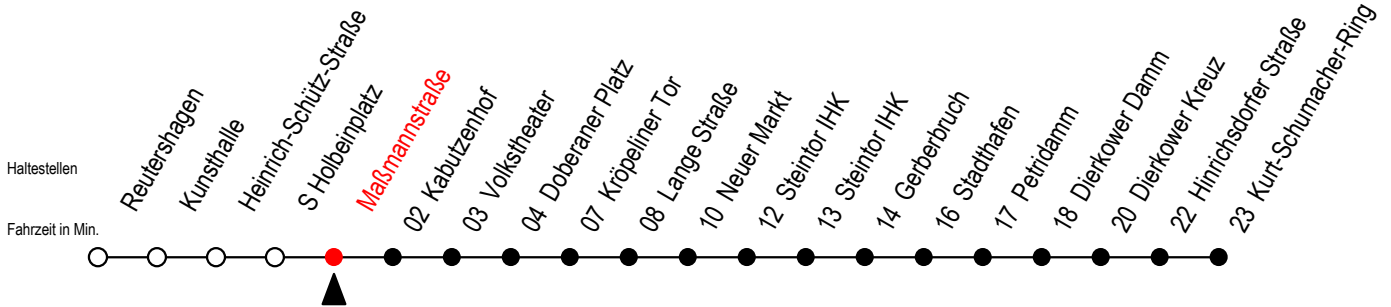 Haltestellen
Fahrzeit in Min.
Reutershagen
Kunsthalle
Heinrich-Schütz-Straße
S Holbeinplatz
Maßmannstraße
02 Kabutzenhof
03 Volkstheater
04 Doberaner Platz
07 Kröpeliner Tor
08 Lange Straße
10 Neuer Markt
12 Steintor IHK
13 Steintor IHK
14 Gerberbruch
16 Stadthafen
17 Petridamm
18 Dierkower Damm
20 Dierkower Kreuz
22 Hinrichsdorfer Straße
23 Kurt-Schumacher-Ring